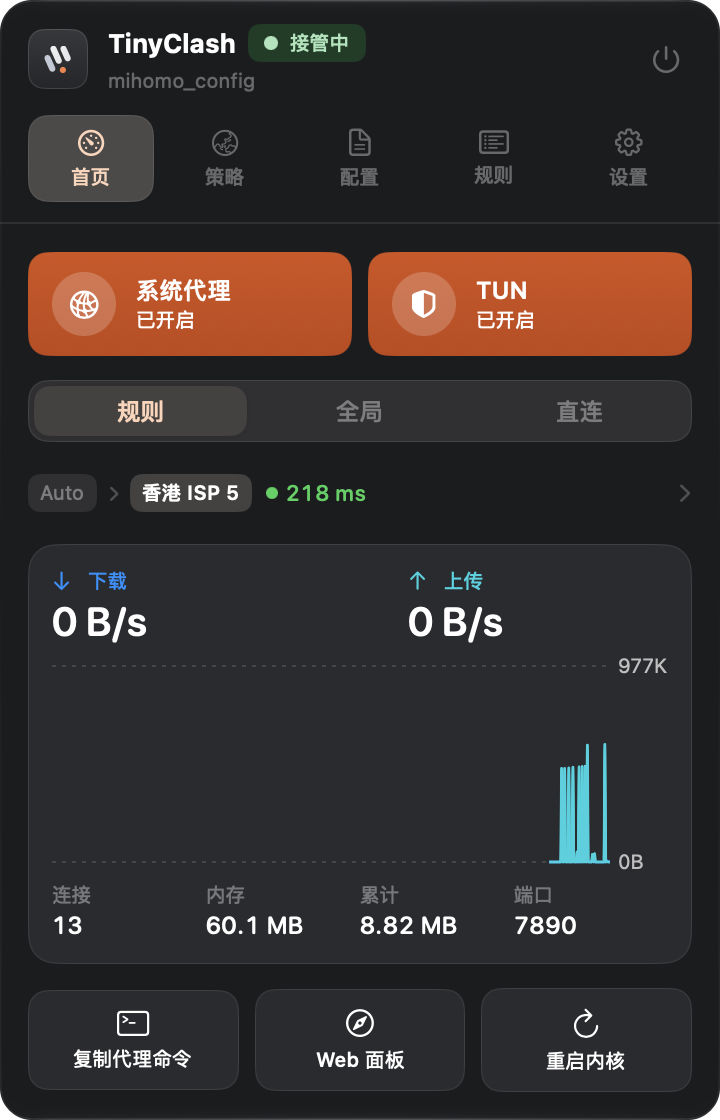 TinyClash 接管中
mihomo_config
首页 策略 配置 规则 设置
系统代理
已开启
TUN
已开启
规则 全局 直连
Auto 香港 ISP 5 218 ms
下载 上传
0 B/s 0 B/s
977K
0B
连接 内存 累计 端口
13 60.1 MB 8.82 MB 7890
复制代理命令 Web 面板 重启内核